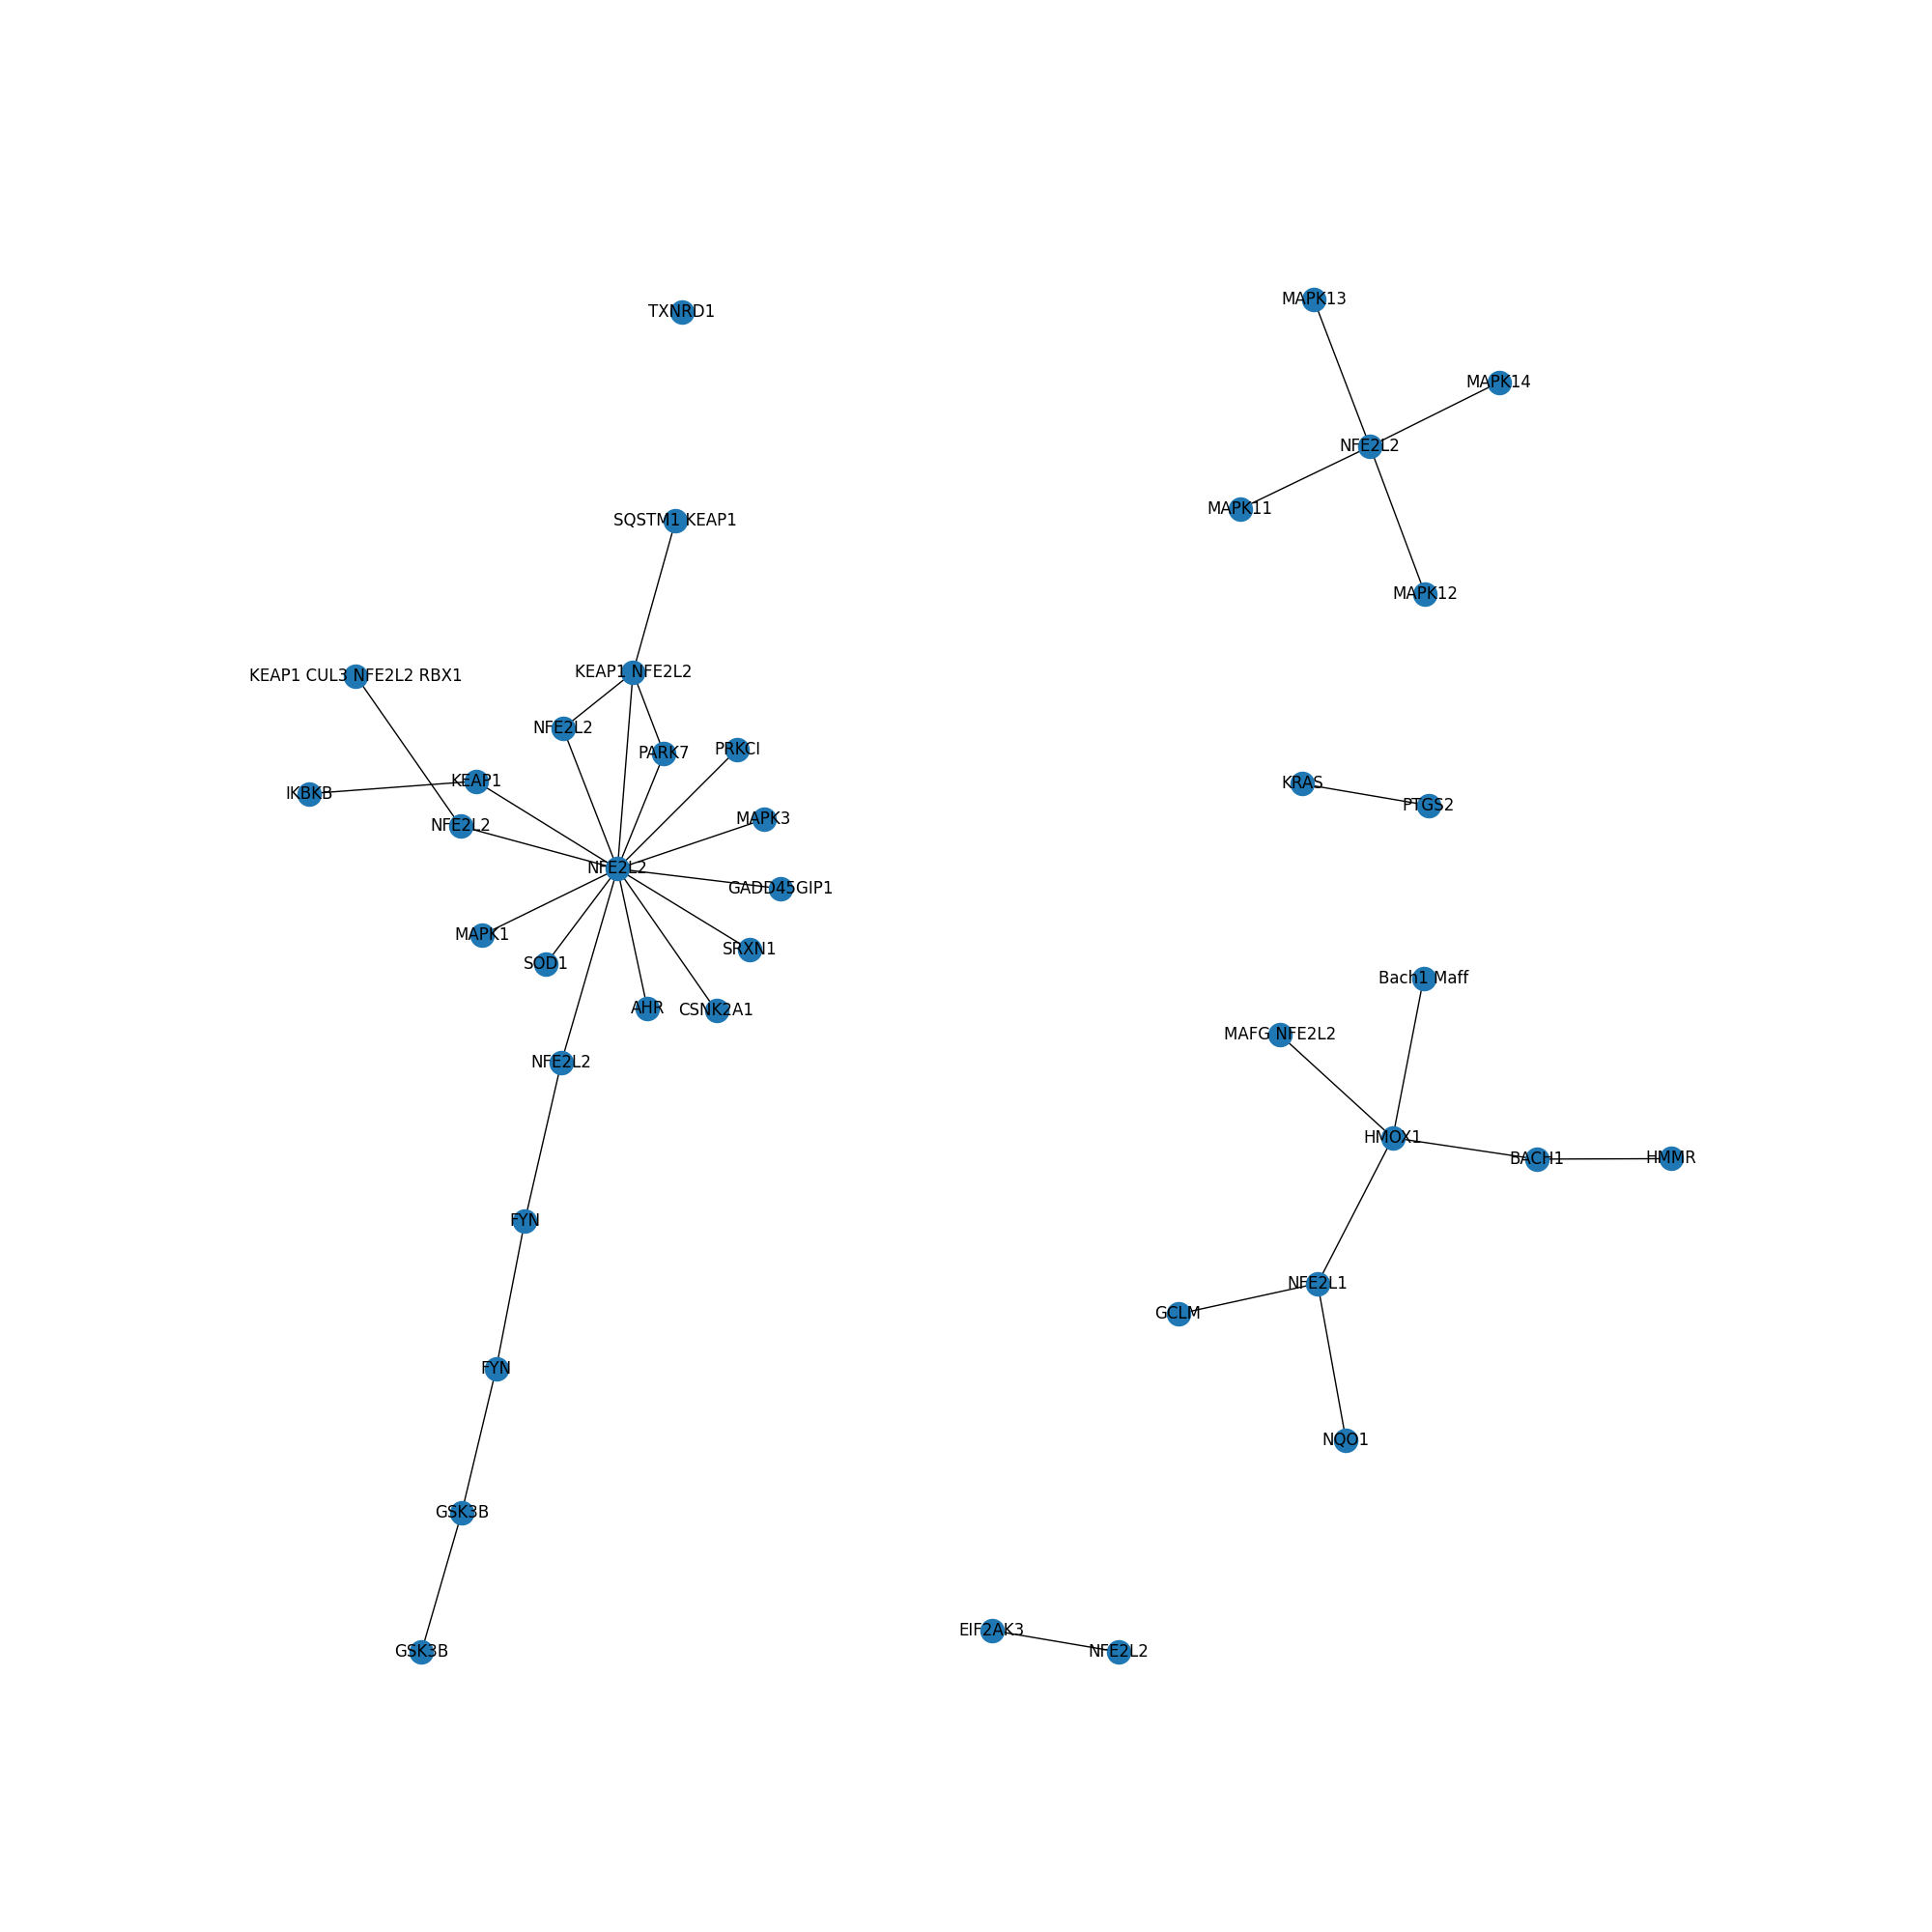 MAPK13
TXNRD1
MAPK14
NFE2L2
MAPK11
SQSTM1 KEAP1
MAPK12
KEAP1 NFE2L2
KEAP1 CUL3 NFE2L2 RBX1
NFE2L2
PRKCI
PARK7
KEAP1
KRAS
IKBKB
PTGS2
MAPK3
NFE2L2
NFE2L2
GADD45GIP1
MAPK1
SRXN1
SOD1
Bach1 Maff
AHR
CSNK2A1
MAFG NFE2L2
NFE2L2
HMOX1
BACH1
HMMR
FYN
NFE2L1
GCLM
FYN
NQO1
GSK3B
EIF2AK3
GSK3B
NFE2L2